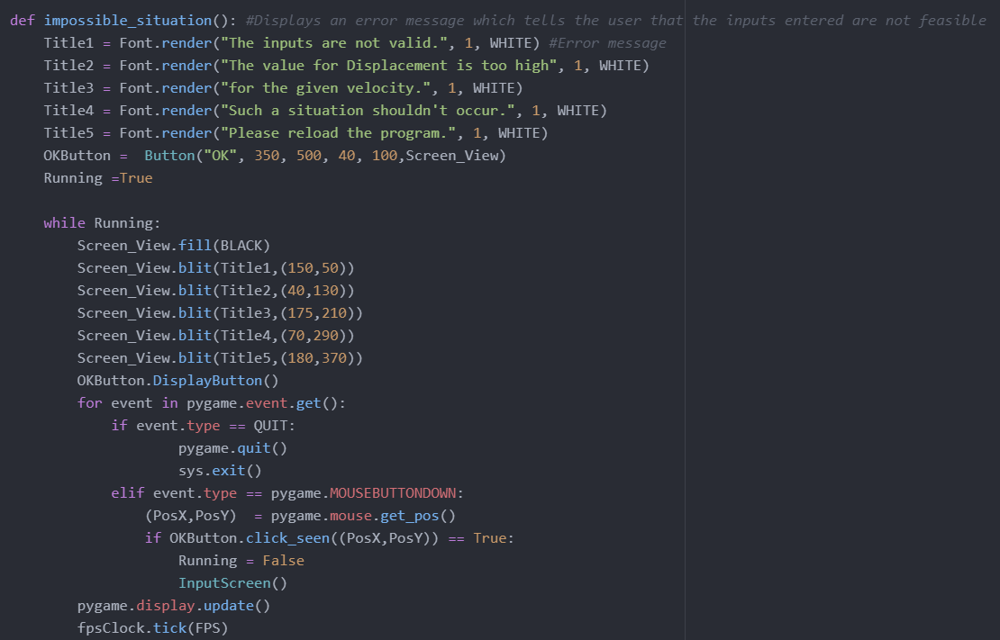 def impossible_situation(): #Displays an error message which tells the user that the inputs entered are not feasible
    Title1 = Font.render("The inputs are not valid.", 1, WHITE) #Error message
    Title2 = Font.render("The value for Displacement is too high", 1, WHITE)
    Title3 = Font.render("for the given velocity.", 1, WHITE)
    Title4 = Font.render("Such a situation shouldn't occur.", 1, WHITE)
    Title5 = Font.render("Please reload the program.", 1, WHITE)
    OKButton =  Button("OK", 350, 500, 40, 100,Screen_View)
    Running =True

    while Running:
        Screen_View.fill(BLACK)
        Screen_View.blit(Title1,(150,50))
        Screen_View.blit(Title2,(40,130))
        Screen_View.blit(Title3,(175,210))
        Screen_View.blit(Title4,(70,290))
        Screen_View.blit(Title5,(180,370))
        OKButton.DisplayButton()
        for event in pygame.event.get():
            if event.type == QUIT:
                    pygame.quit()
                    sys.exit()
            elif event.type == pygame.MOUSEBUTTONDOWN:
                (PosX,PosY)  = pygame.mouse.get_pos()
                if OKButton.click_seen((PosX,PosY)) == True:
                    Running = False
                    InputScreen()
        pygame.display.update()
        fpsClock.tick(FPS)